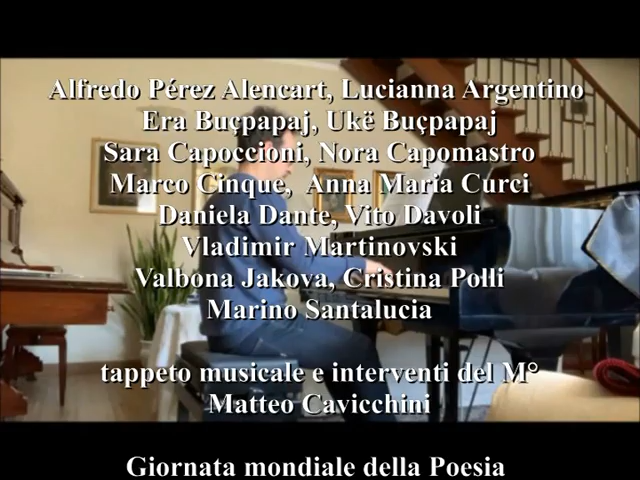 Alfredo Pérez Alencart, Lucianna Argentino
Era Buçpapaj, Ukë Buçpapaj
Sara Capoccioni, Nora Capomastro
Marco Cinque, Anna Maria Curci
Daniela Dante, Vito Davoli
Vladimir Martinovski
Valbona Jakova, Cristina Polli
Marino Santalucia
tappeto musicale e interventi del M°
Matteo Cavicchini
Giornata mondiale della Poesia